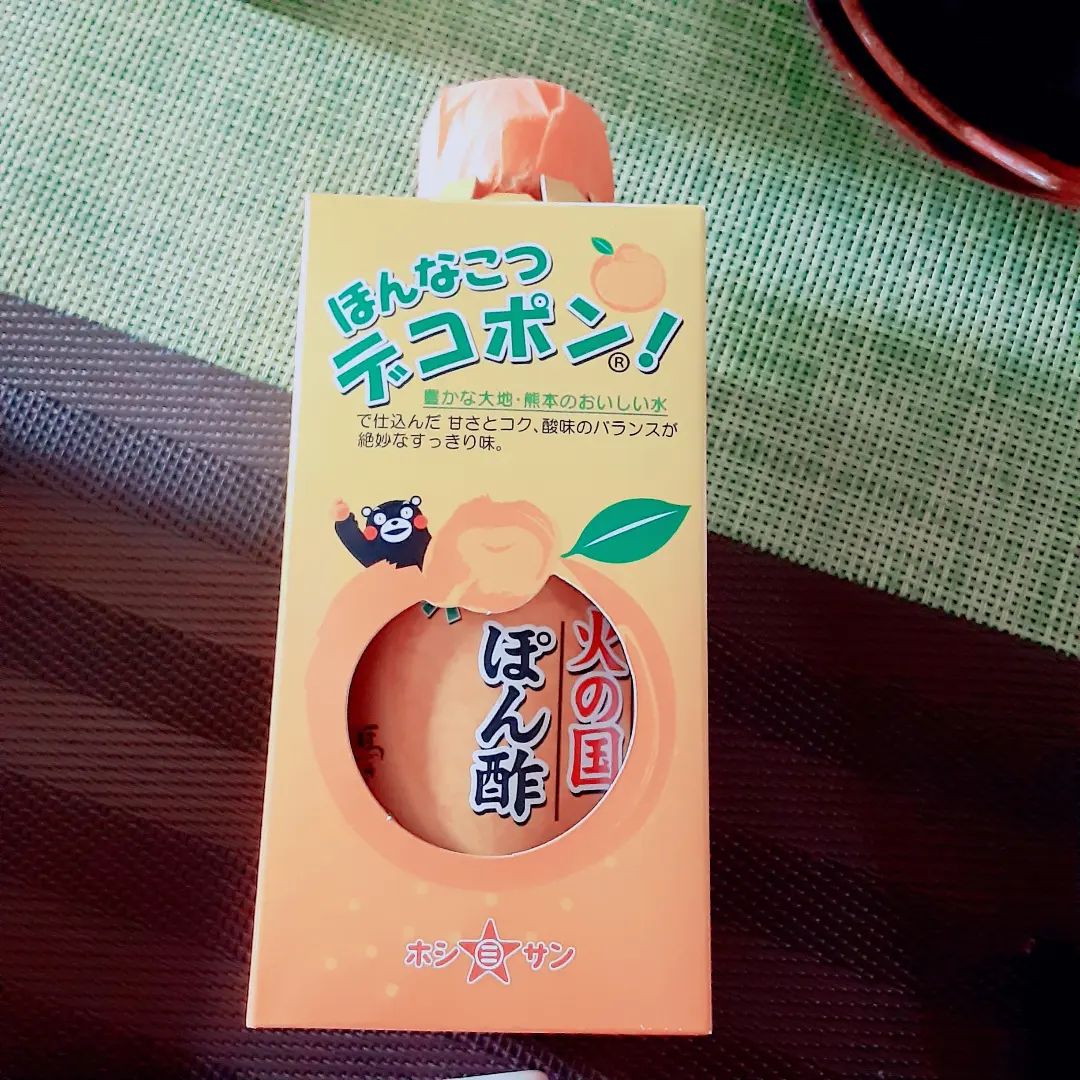 ほんなこつ
デコポン®!
豊かな大地・熊本のおいしい水
で仕込んだ 甘さとコク、酸味のバランスが
絶妙なすっきり味。
火の国
ぽん酢
ホシサン